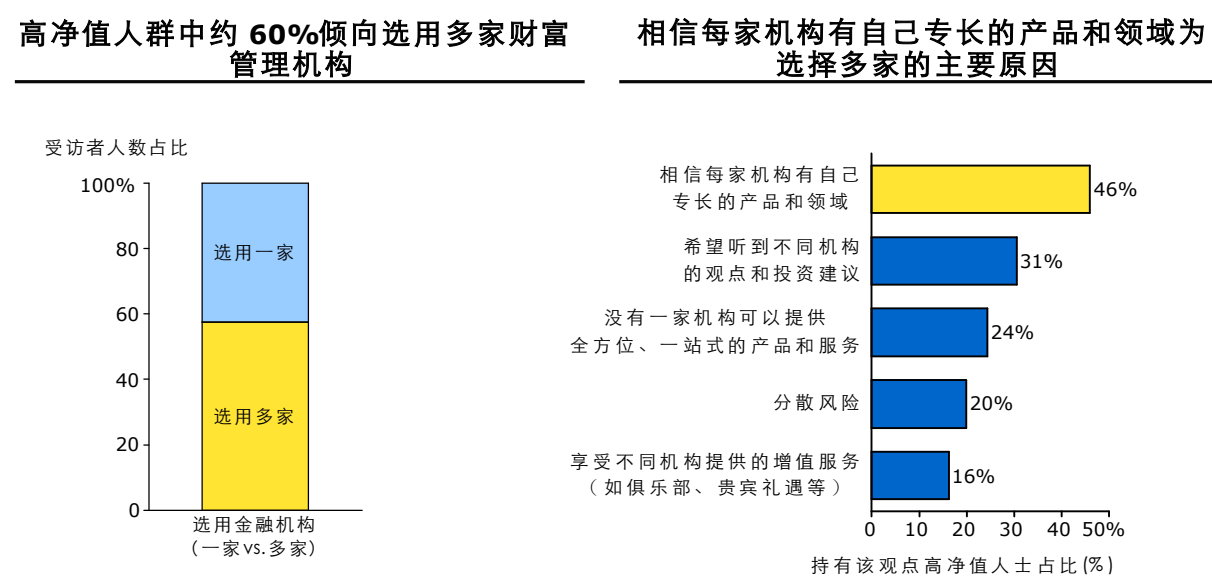 高净值人群中约 60%倾向选用多家财富
管理机构
受访者人数占比
100%
80
60
40
20
0
选用一家
选用多家
选用金融机构
(一家vs.多家)
相信每家机构有自己专长的产品和领域为
选择多家的主要原因
相信每家机构有自己
专长的产品和领域
46%
希望听到不同机构
的观点和投资建议
31%
没有一家机构可以提供
全方位、一站式的产品和服务
24%
分散风险
20%
享受不同机构提供的增值服务
（如俱乐部、贵宾礼遇等）
16%
0 10 20 30 40 50%
持有该观点高净值人士占比(%)